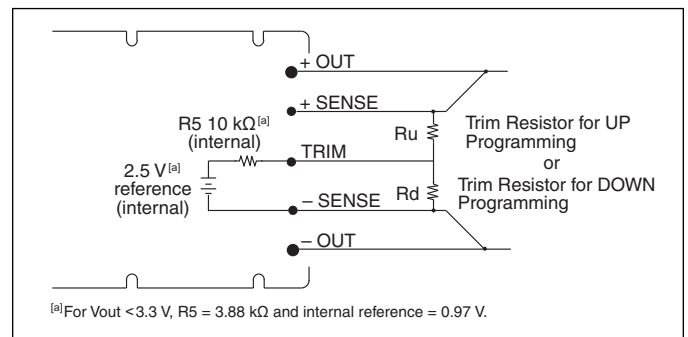 + OUT
+ SENSE
R5 10 kΩ[a]
(internal)
TRIM
Ru
Trim Resistor for UP
Programming
or
Trim Resistor for DOWN
Programming
2.5 V[a]
reference
(internal)
Rd
– SENSE
– OUT
[a]For Vout <3.3 V, R5 = 3.88 kΩ and internal reference = 0.97 V.